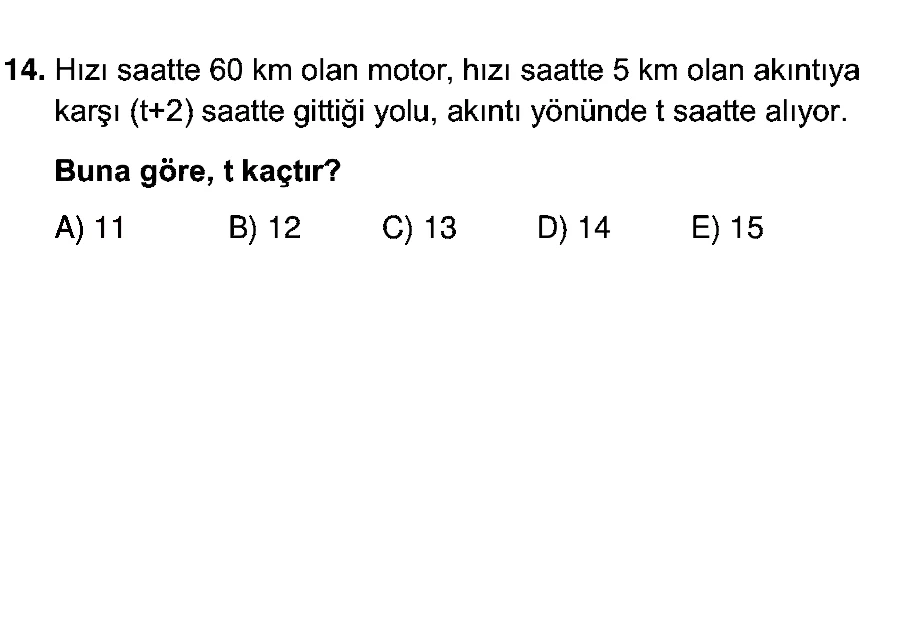 14. Hızı saatte 60 km olan motor, hızı saatte 5 km olan akıntıya
karşı (t+2) saatte gittiği yolu, akıntı yönünde t saatte alıyor.
Buna göre, t kaçtır?
A) 11 B) 12 C) 13 D) 14 E) 15